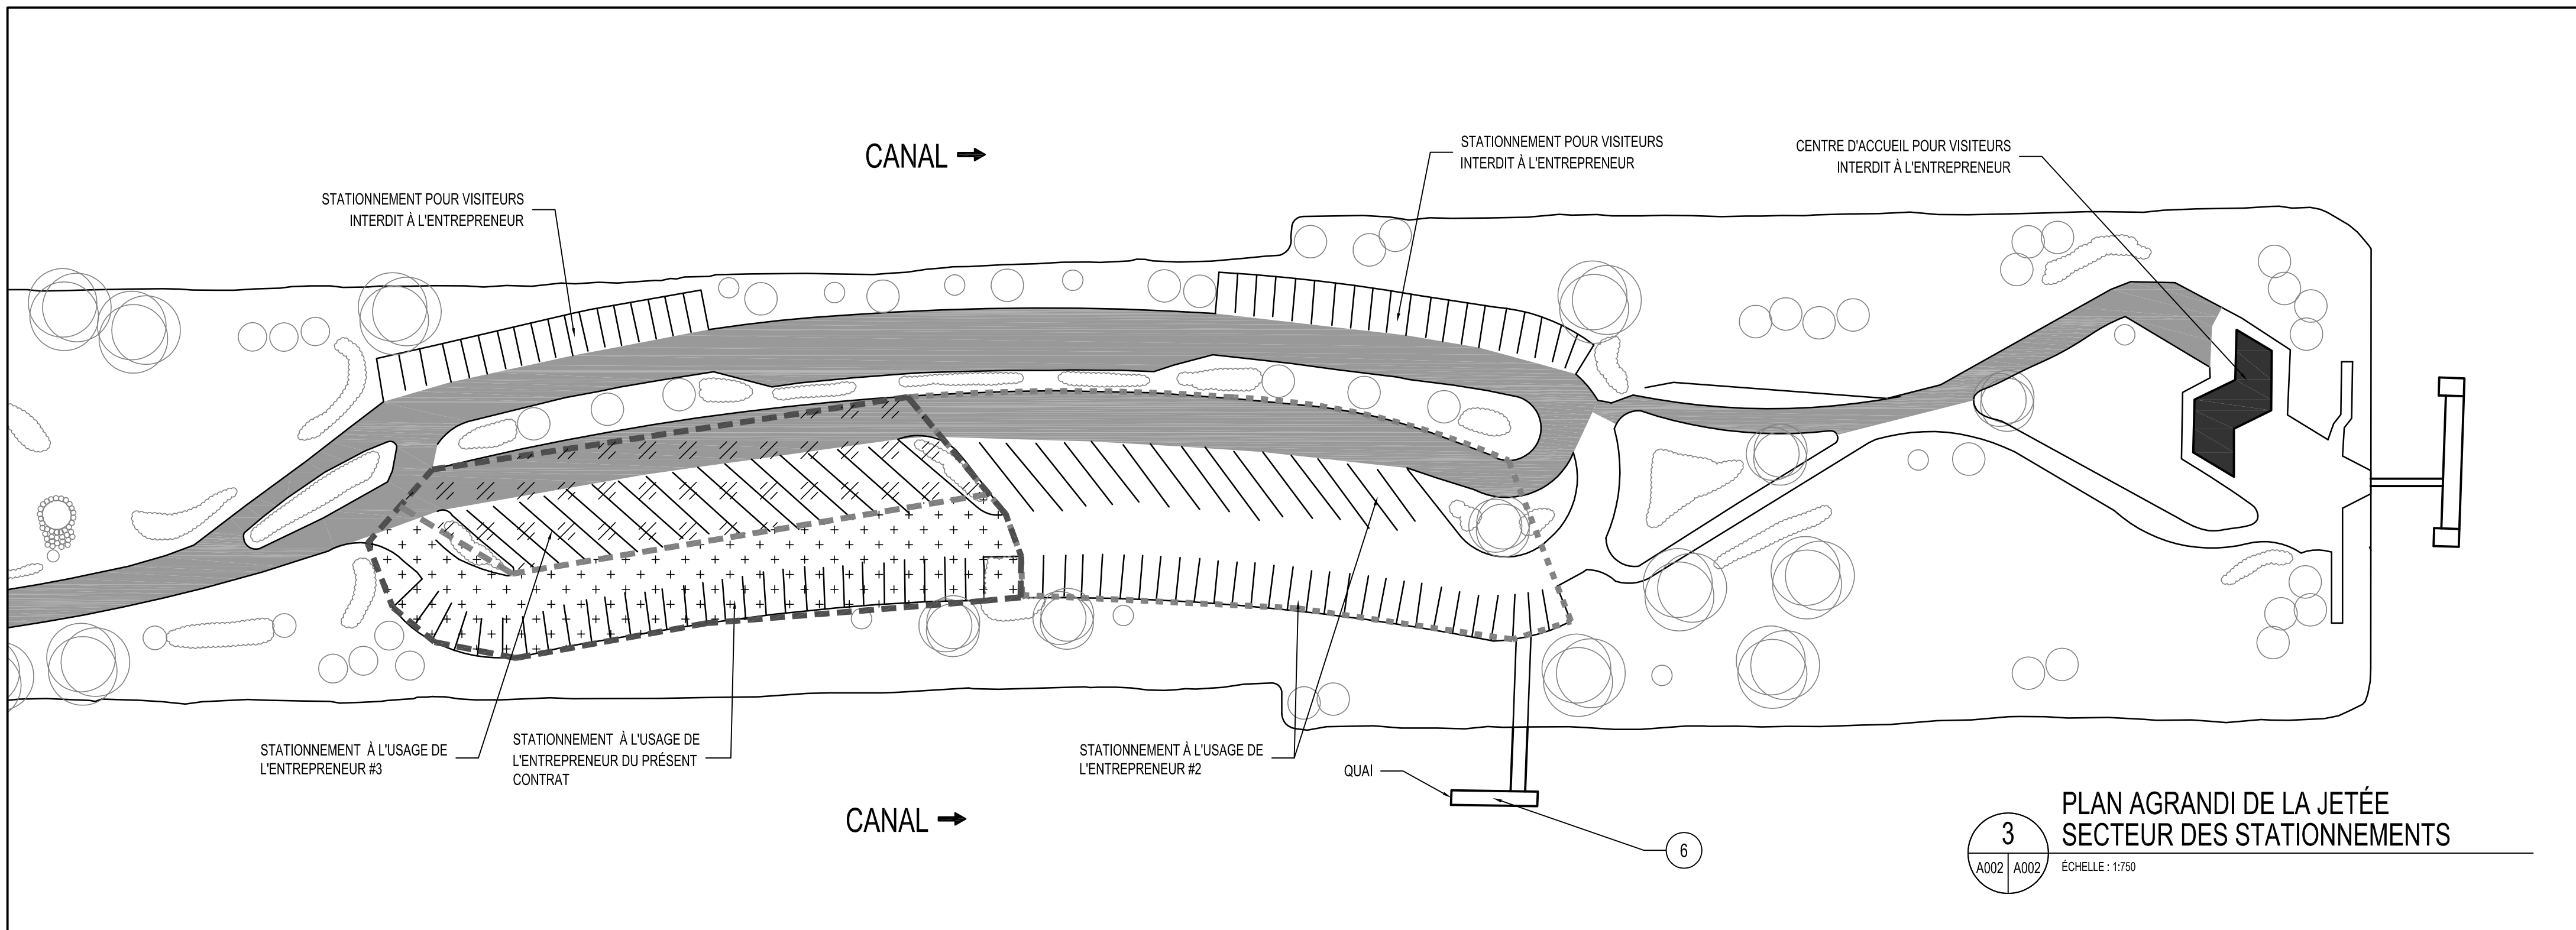 CANAL
STATIONNEMENT POUR VISITEURS
INTERDIT À L'ENTREPRENEUR
CENTRE D'ACCUEIL POUR VISITEURS
INTERDIT À L'ENTREPRENEUR
STATIONNEMENT POUR VISITEURS
INTERDIT À L'ENTREPRENEUR
STATIONNEMENT À L'USAGE DE
L'ENTREPRENEUR #3
STATIONNEMENT À L'USAGE DE
L'ENTREPRENEUR DU PRÉSENT
CONTRAT
STATIONNEMENT À L'USAGE DE
L'ENTREPRENEUR #2
QUAI
CANAL
6
3
A002
A002
PLAN AGRANDI DE LA JETÉE
SECTEUR DES STATIONNEMENTS
ÉCHELLE : 1:750